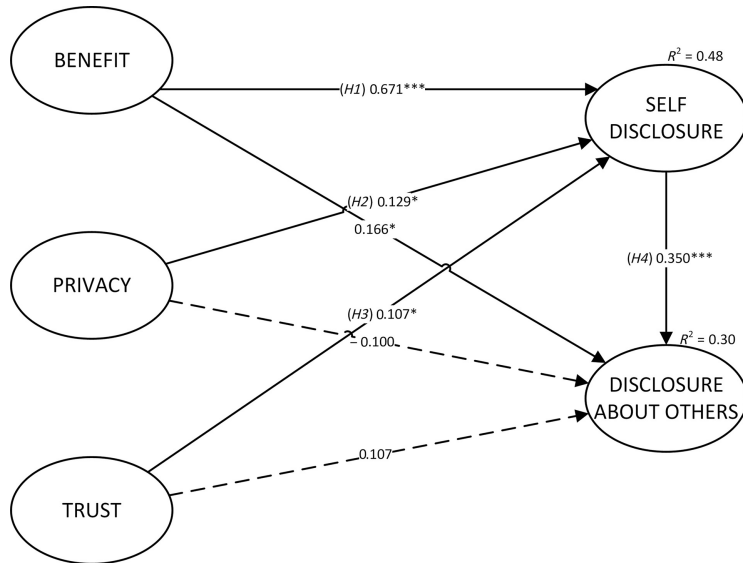 BENEFIT
R² = 0.48
(H1) 0.671***
SELF
DISCLOSURE
(H2) 0.129*
0.166*
PRIVACY
(H4) 0.350***
(H3) 0.107*
– 0.100
R² = 0.30
DISCLOSURE
ABOUT OTHERS
0.107
TRUST